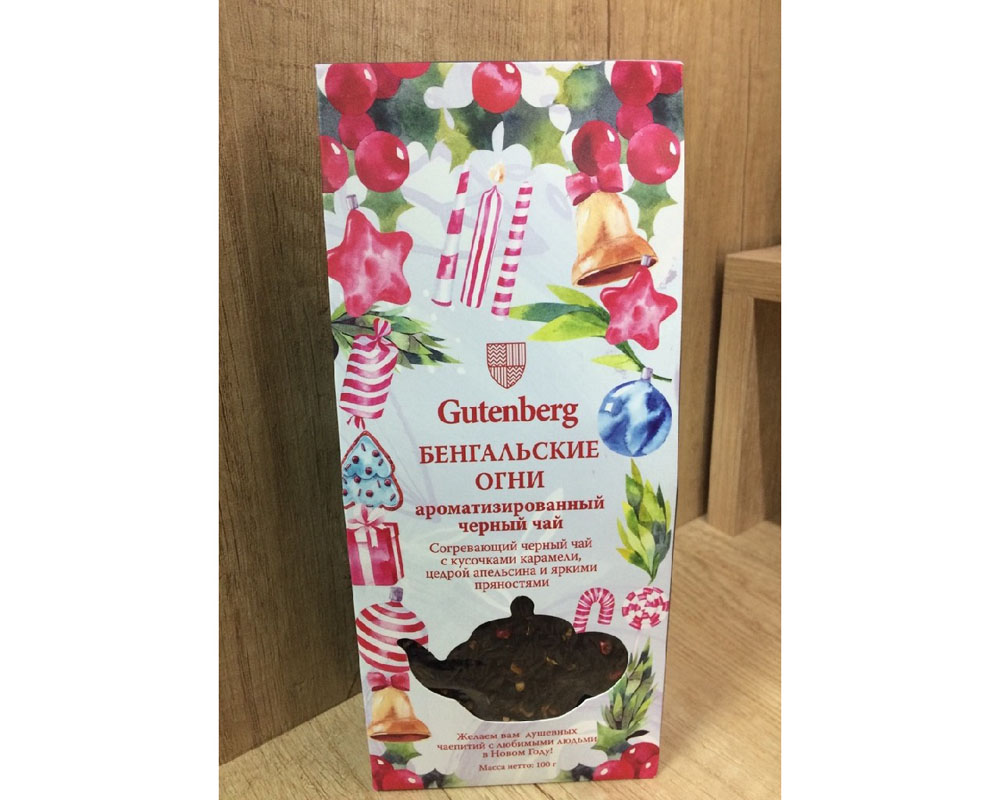 Gutenberg
БЕНГАЛЬСКИЕ
ОГНИ
ароматизированный
черный чай
Согревающий черный чай
с кусочками карамели,
цедрой апельсина и яркими
пряностями
Желаем вам душевных
чаепитий с любимыми людьми
в Новом Году!
Масса нетто: 100 г